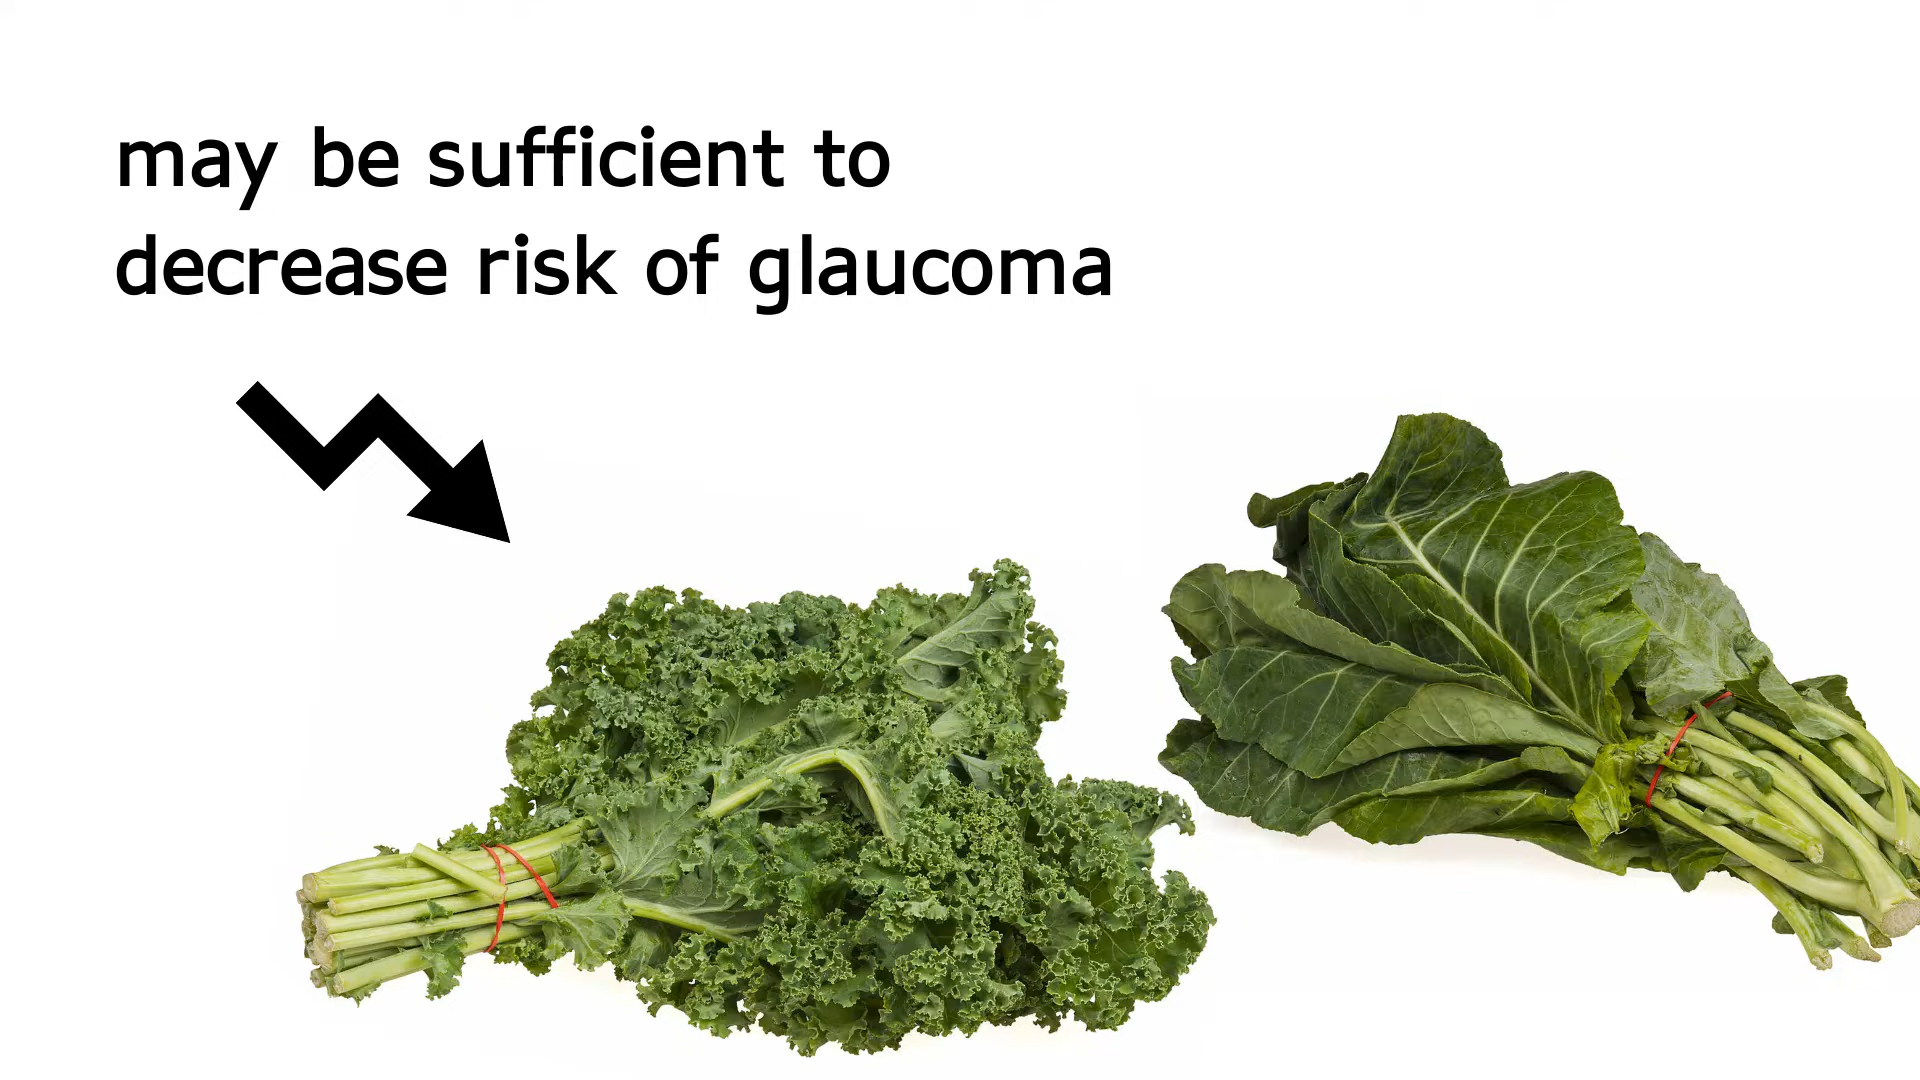 may be sufficient to
decrease risk of glaucoma